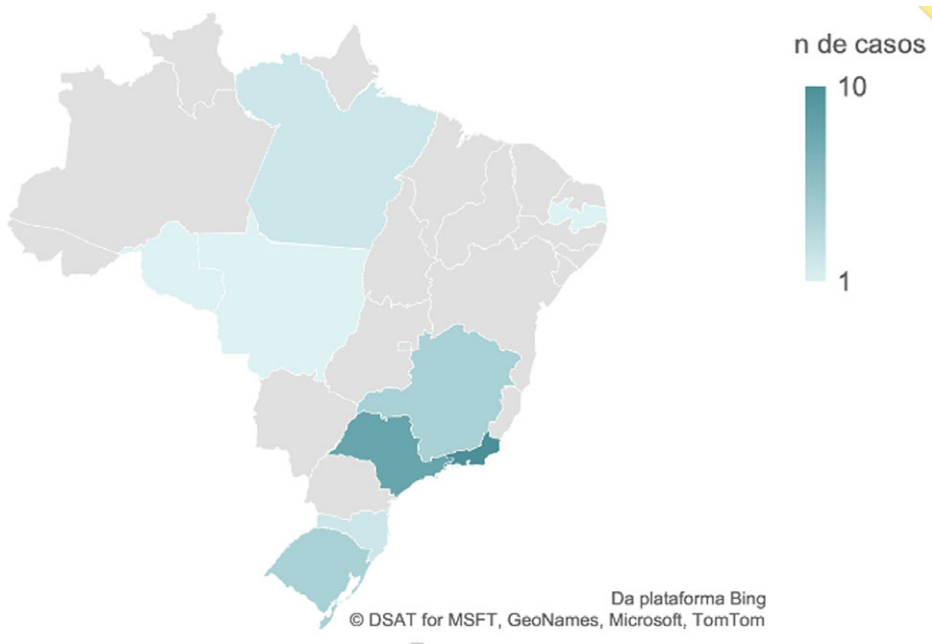 n de casos
10
1
Da plataforma Bing
© DSAT for MSFT, GeoNames, Microsoft, TomTom